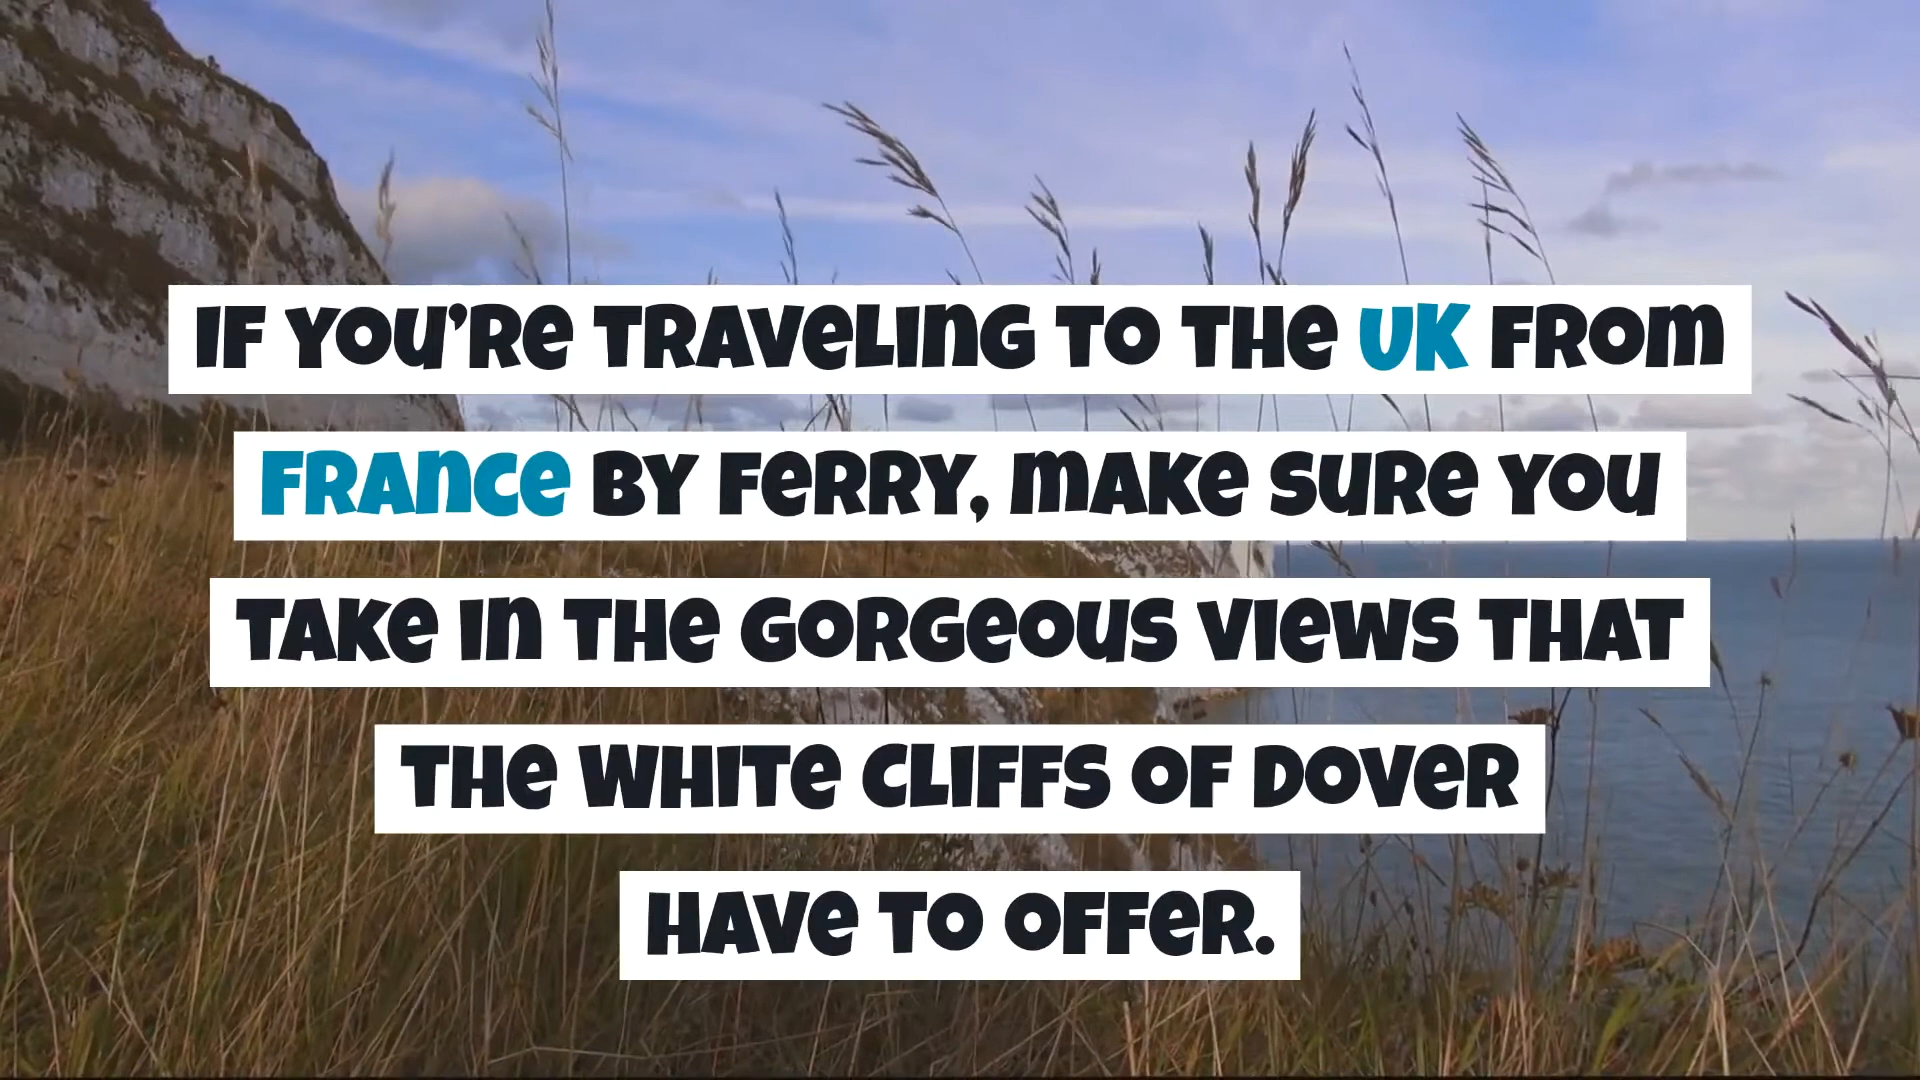 IF YOU’RE TRAVELING TO THE UK FROM
FRANCE BY FERRY, MAKE SURE YOU
TAKE IN THE GORGEOUS VIEWS THAT
THE WHITE CLIFFS OF DOVER
HAVE TO OFFER.